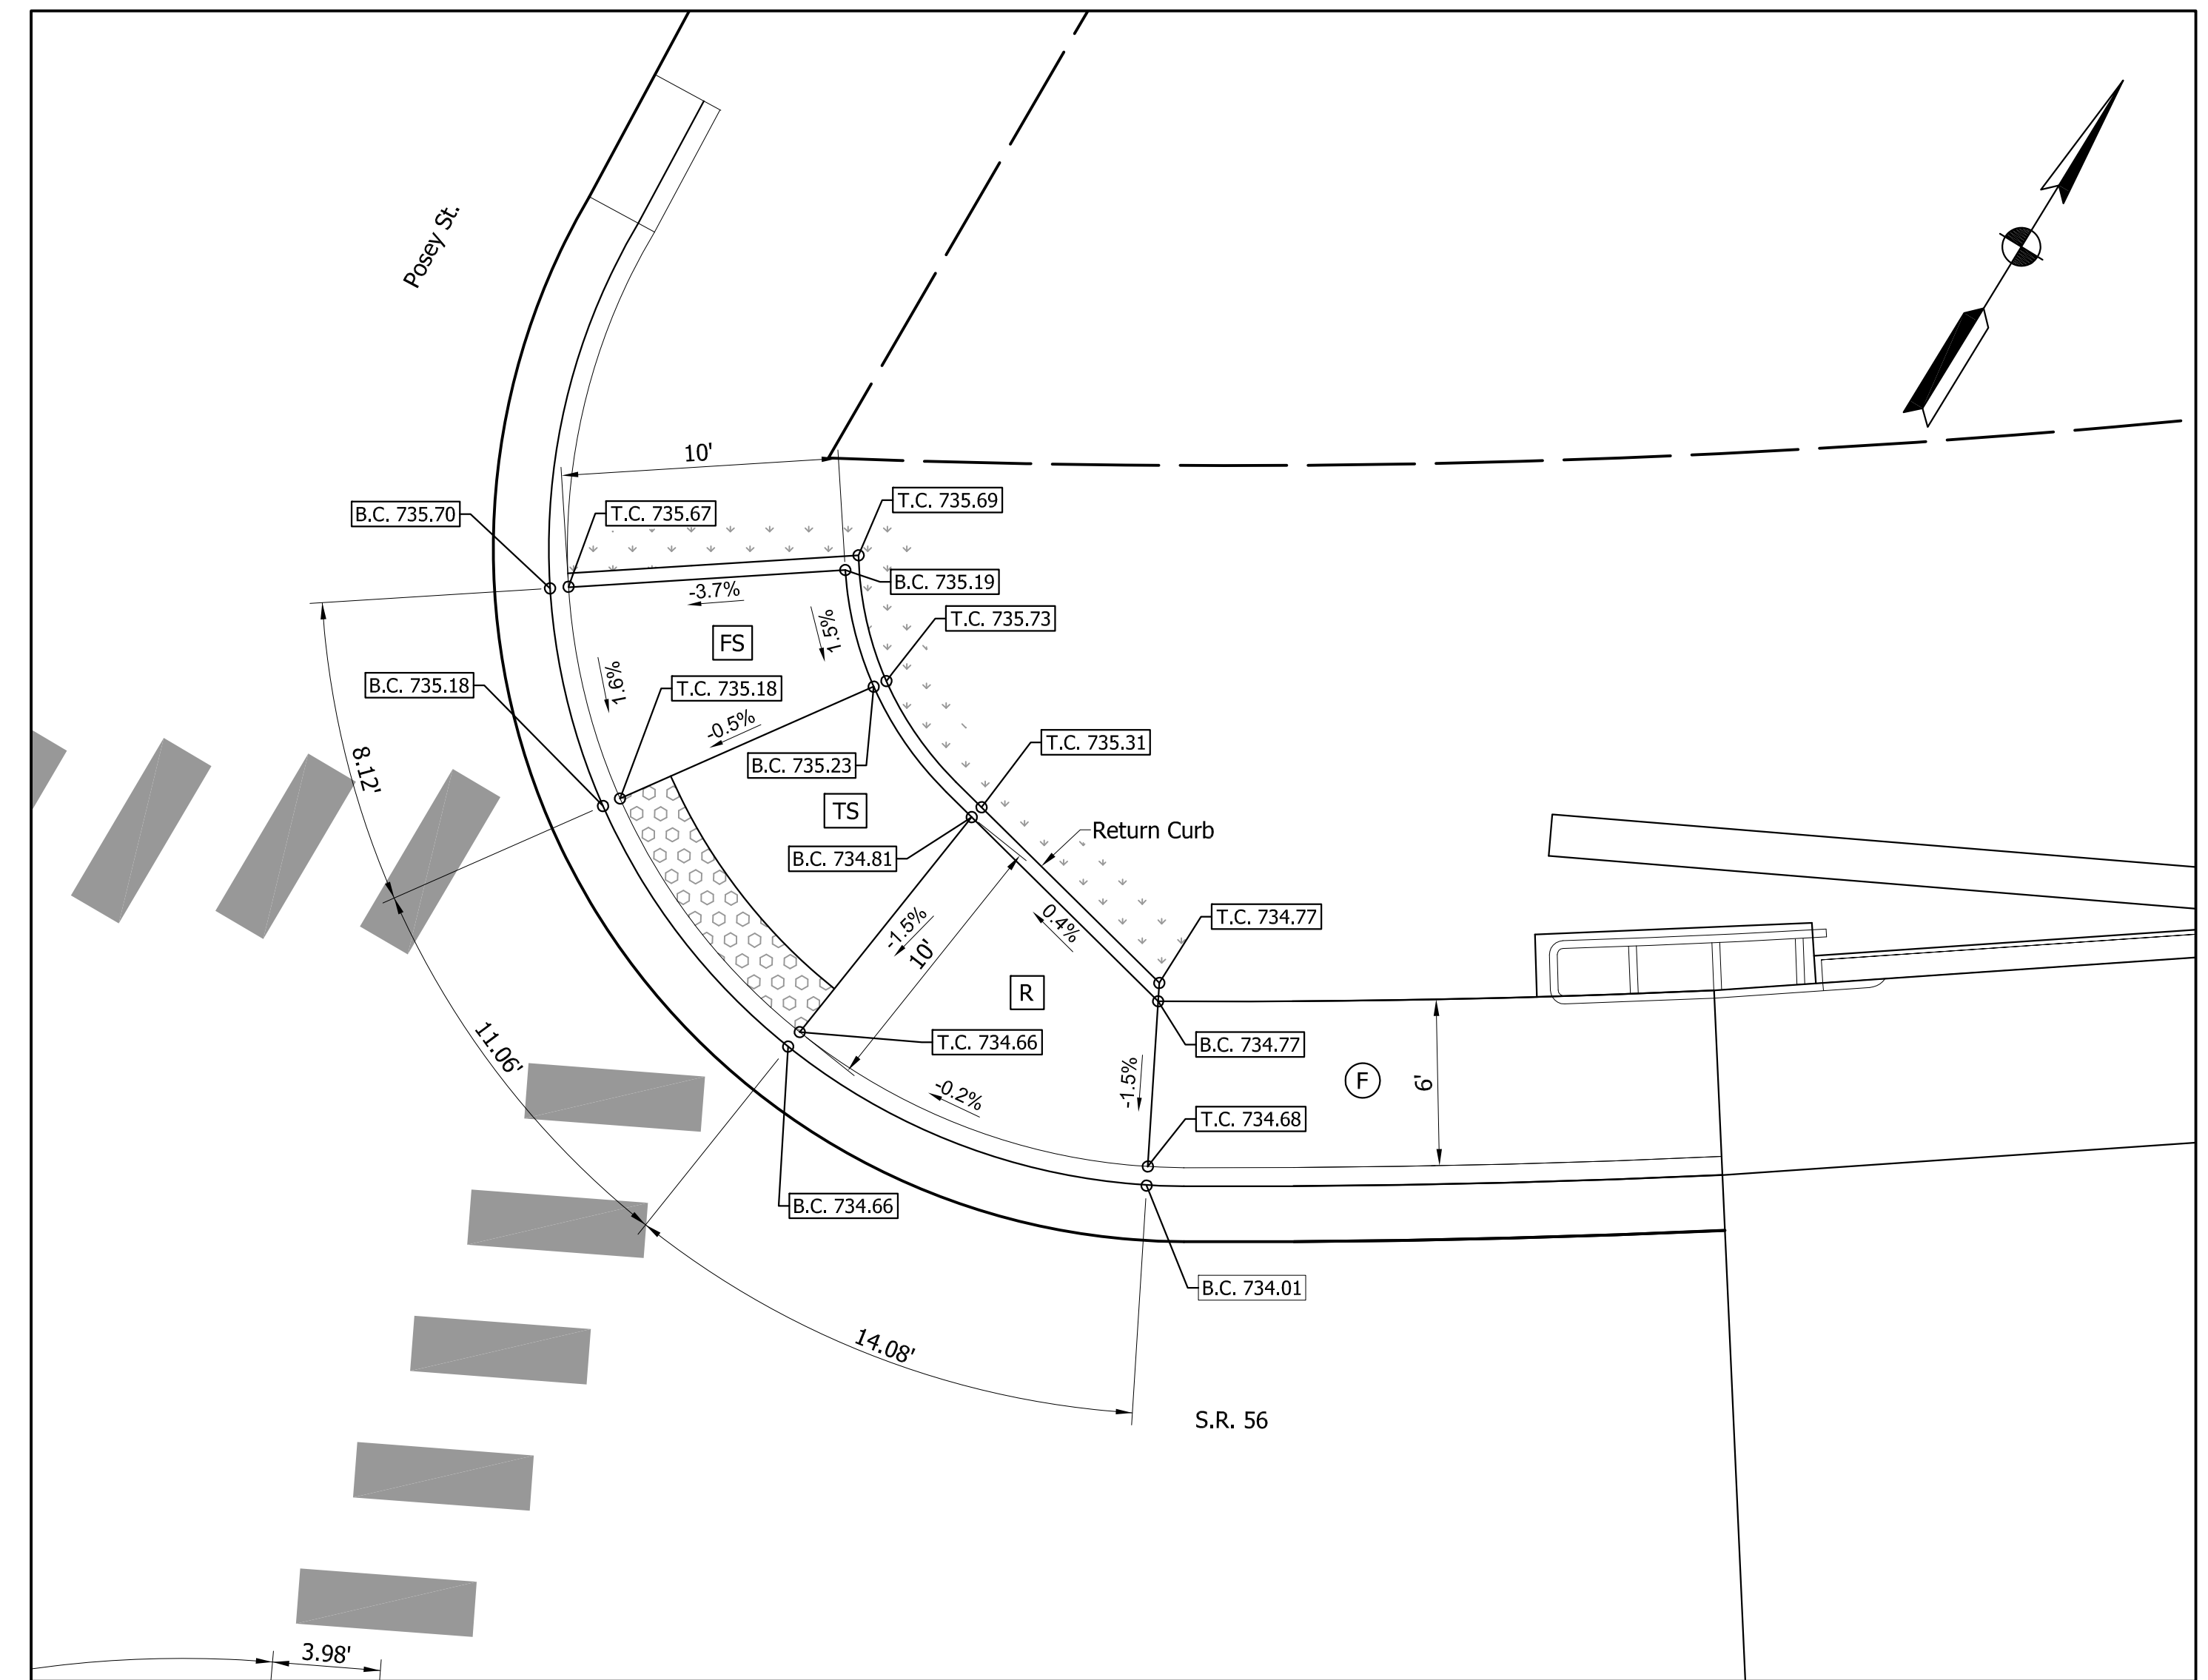 Posey St.
10'
B.C. 735.70
T.C. 735.67
T.C. 735.69
B.C. 735.19
-3.7%
T.C. 735.73
1.5%
FS
B.C. 735.18
1.6%
T.C. 735.18
-0.5%
T.C. 735.31
8.12'
B.C. 735.23
TS
Return Curb
B.C. 734.81
T.C. 734.77
-1.5%
10'
0.4%
R
11.06'
T.C. 734.66
B.C. 734.77
-1.5%
F
6'
-0.2%
T.C. 734.68
B.C. 734.66
B.C. 734.01
14.08'
S.R. 56
3.98'